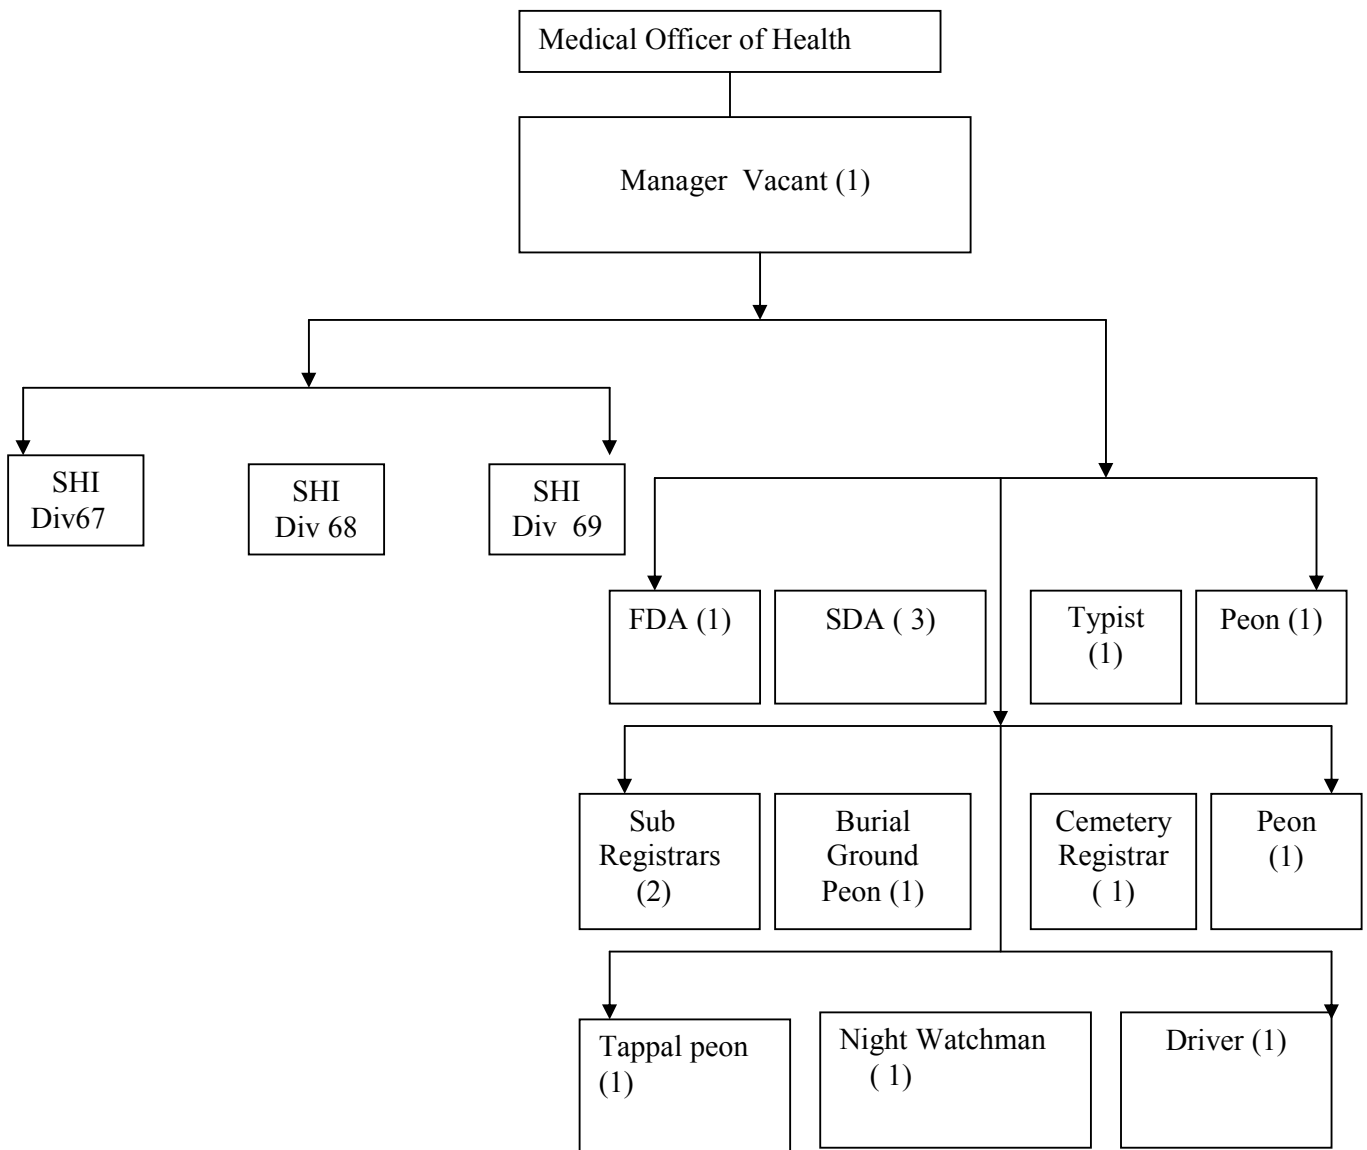 Medical Officer of Health
Manager Vacant (1)
SHI
Div67
SHI
Div 68
SHI
Div 69
FDA (1)
SDA ( 3)
Typist
(1)
Peon (1)
Sub
Registrars
(2)
Burial
Ground
Peon (1)
Cemetery
Registrar
( 1)
Peon
(1)
Tappal peon
(1)
Night Watchman
( 1)
Driver (1)